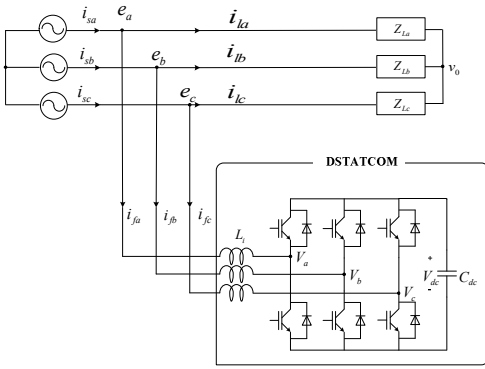 i_sa e_a i_la Z_La
i_sb e_b i_lb Z_Lb v_0
i_sc e_c i_lc Z_Lc
DSTATCOM
i_fa i_fb i_fc
L_i
V_a
V_b
V_c
+
V_dc C_dc
-